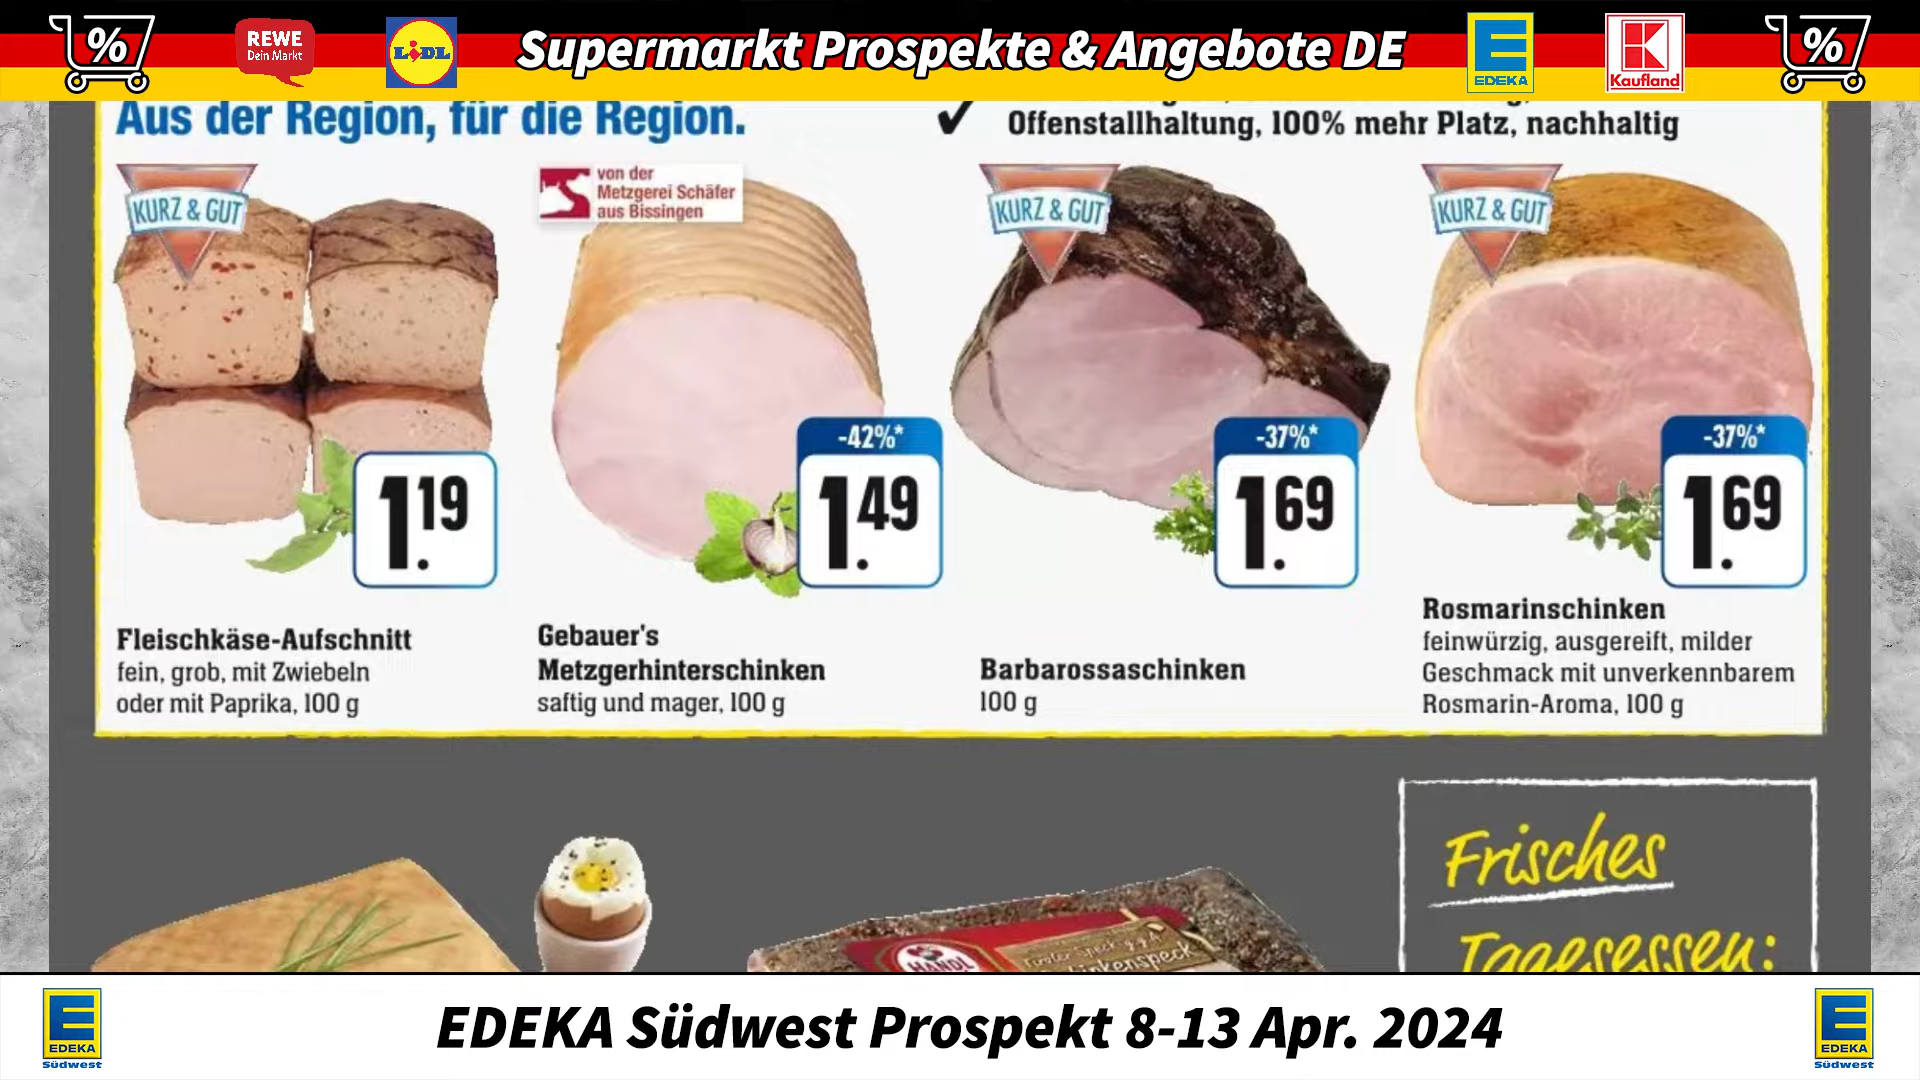 %
REWE
Dein Markt
LIDL
Supermarkt Prospekte & Angebote DE
E
EDEKA
K
Kaufland
%
Aus der Region, für die Region.
✓ Offenstallhaltung, 100% mehr Platz, nachhaltig
KURZ & GUT
von der
Metzgerei Schäfer
aus Bissingen
KURZ & GUT
KURZ & GUT
1.19
-42%*
1.49
-37%*
1.69
-37%*
1.69
Fleischkäse-Aufschnitt
fein, grob, mit Zwiebeln
oder mit Paprika, 100 g
Gebauer's
Metzgerhinterschinken
saftig und mager, 100 g
Barbarossaschinken
100 g
Rosmarinschinken
feinwürzig, ausgereift, milder
Geschmack mit unverkennbarem
Rosmarin-Aroma, 100 g
HANDL
Tiroler Speck g.g.A.
Frisches
Tagesessen:
E
EDEKA
Südwest
EDEKA Südwest Prospekt 8-13 Apr. 2024
E
EDEKA
Südwest